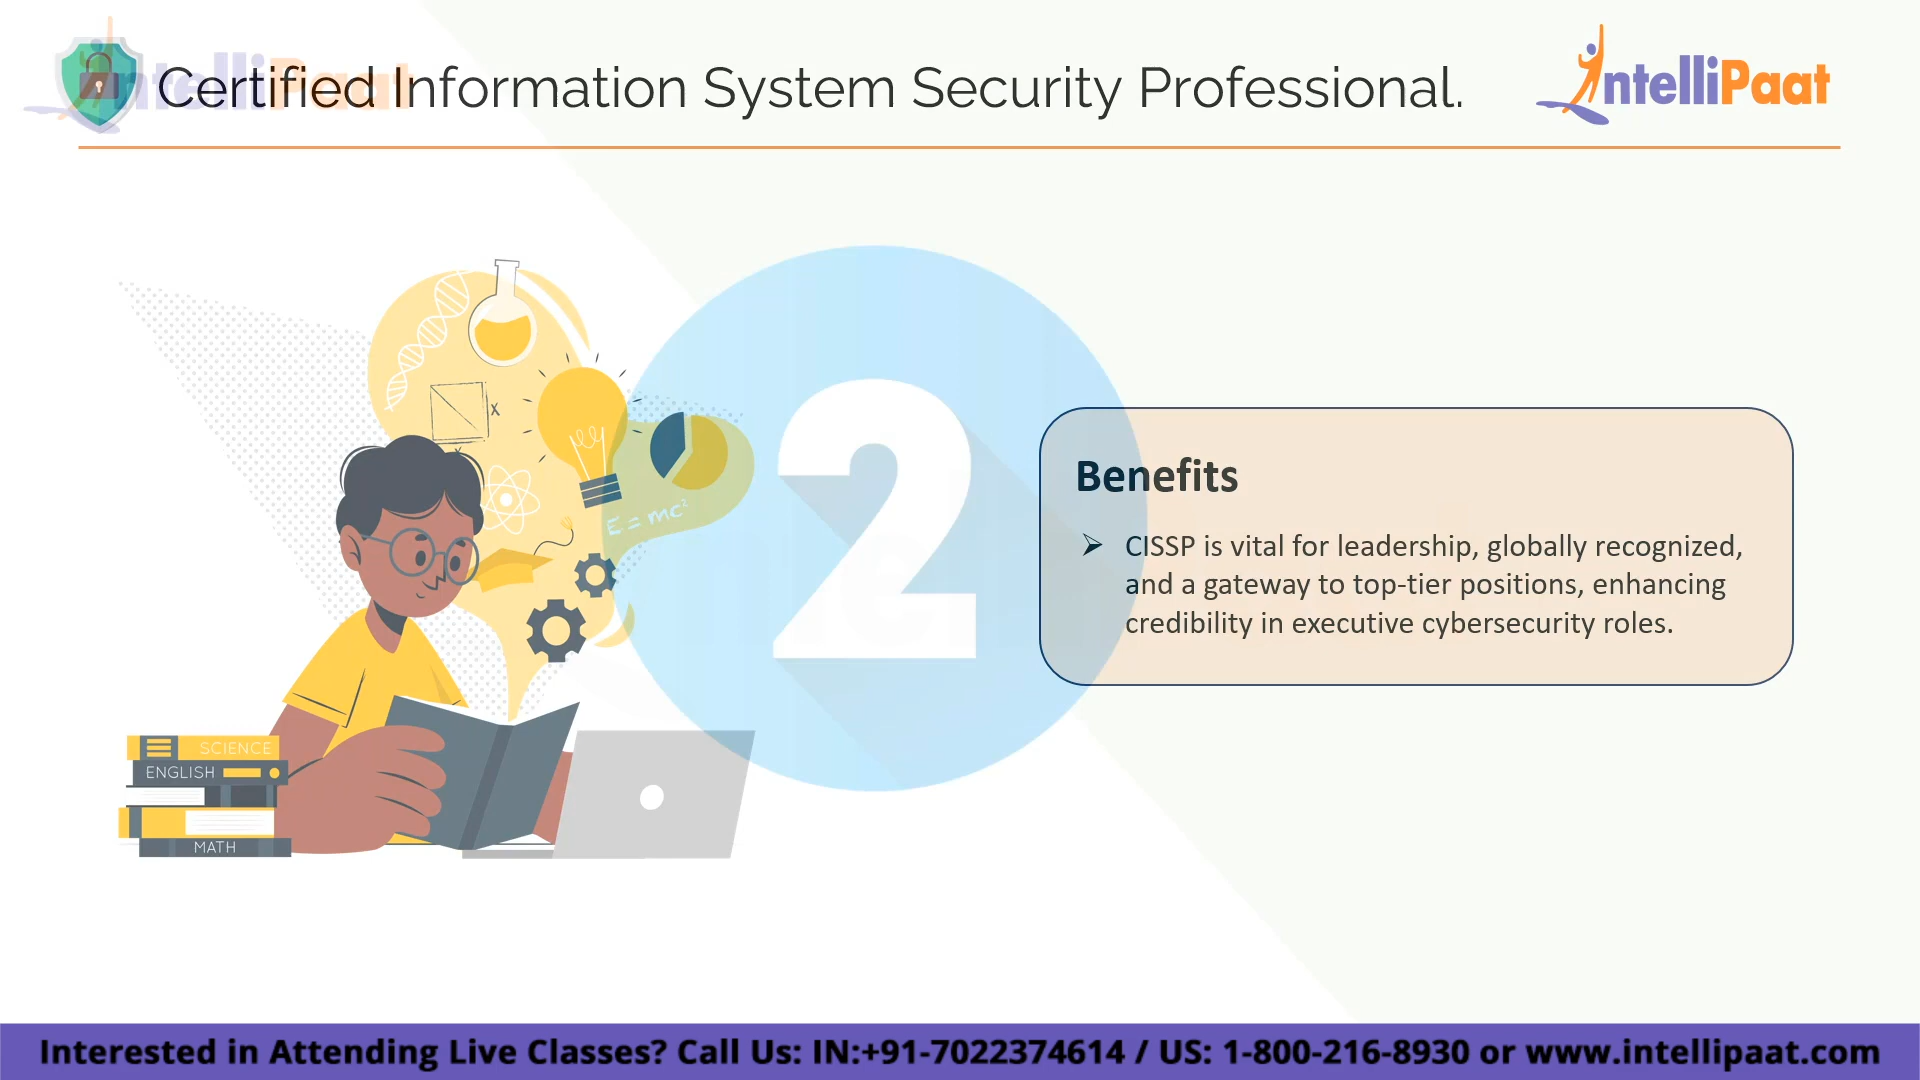 IntelliPaat
Certified Information System Security Professional.
IntelliPaat
E = mc²
x
2
Benefits
CISSP is vital for leadership, globally recognized,
and a gateway to top-tier positions, enhancing
credibility in executive cybersecurity roles.
SCIENCE
ENGLISH
MATH
Interested in Attending Live Classes? Call Us: IN:+91-7022374614 / US: 1-800-216-8930 or www.intellipaat.com